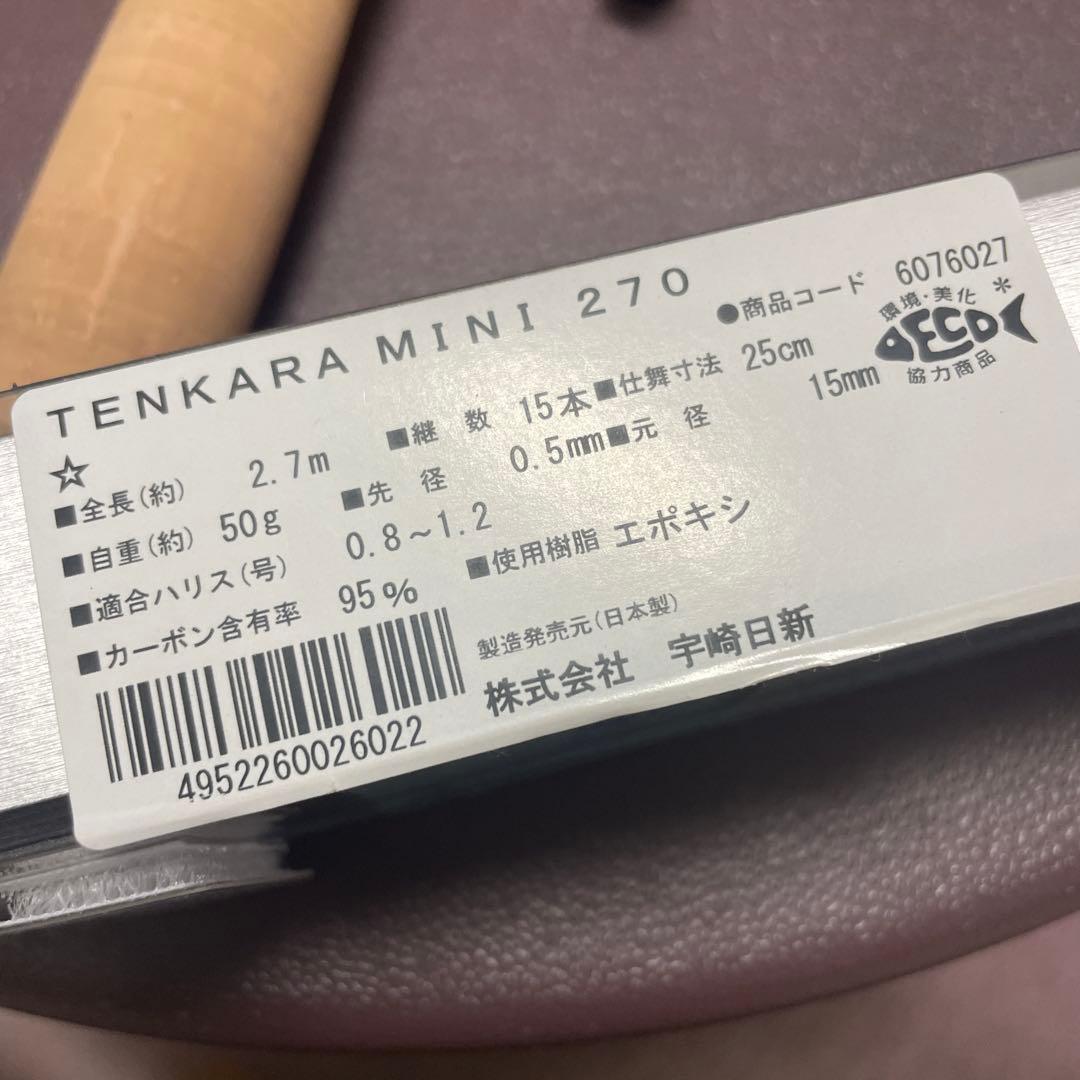 TENKARA MINI 270
●商品コード 6076027
☆
■全長(約) 2.7m ■継 数 15本 ■仕舞寸法 25cm
■自重(約) 50g ■先 径 0.5mm ■元 径 15mm
■適合ハリス(号) 0.8~1.2
■カーボン含有率 95% ■使用樹脂 エポキシ
環境・美化
*
ECO
協力商品
製造発売元(日本製)
株式会社 宇崎日新
4952260026022